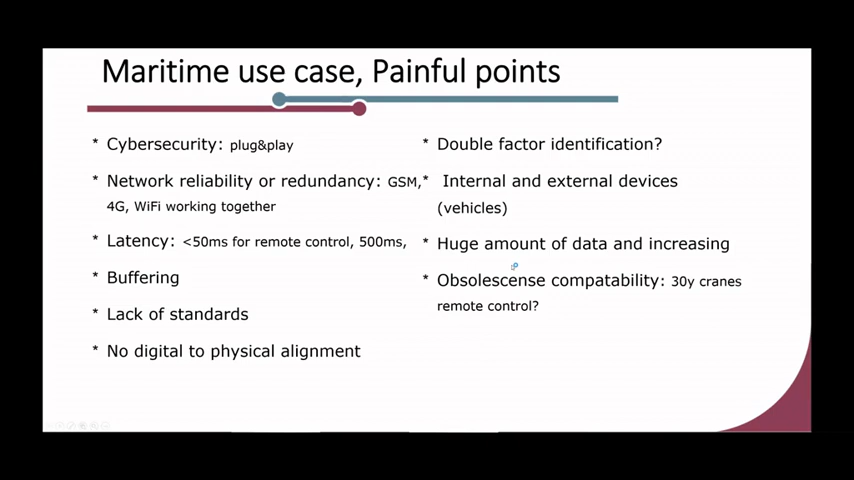 Maritime use case, Painful points
* Cybersecurity: plug&play
* Network reliability or redundancy: GSM,
4G, WiFi working together
* Latency: <50ms for remote control, 500ms,
* Buffering
* Lack of standards
* No digital to physical alignment
* Double factor identification?
* Internal and external devices
(vehicles)
* Huge amount of data and increasing
* Obsolescense compatability: 30y cranes
remote control?